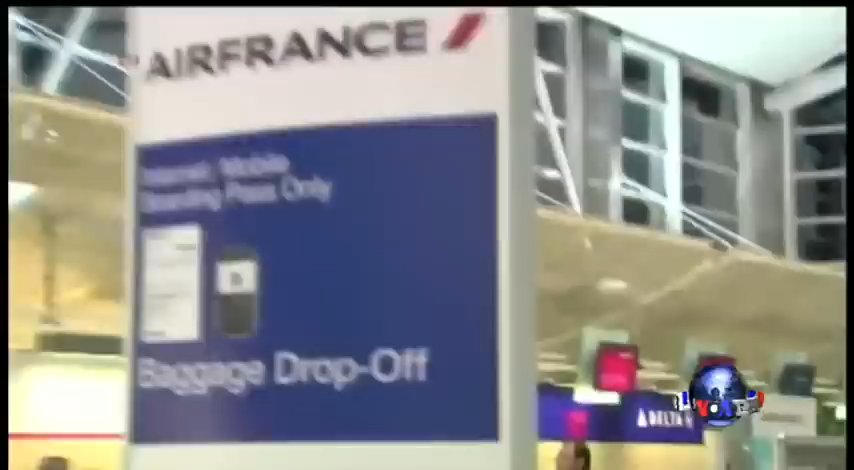 AIRFRANCE
Internet, Mobile
Boarding Pass Only
Baggage Drop-Off
DELTA